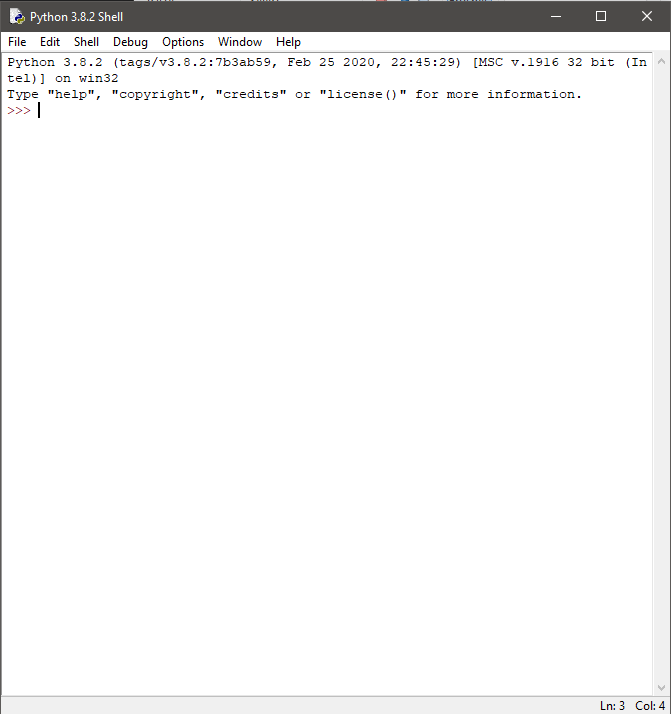 Python 3.8.2 Shell
File Edit Shell Debug Options Window Help
Python 3.8.2 (tags/v3.8.2:7b3ab59, Feb 25 2020, 22:45:29) [MSC v.1916 32 bit (In
tel)] on win32
Type "help", "copyright", "credits" or "license()" for more information.
>>>
Ln: 3 Col: 4